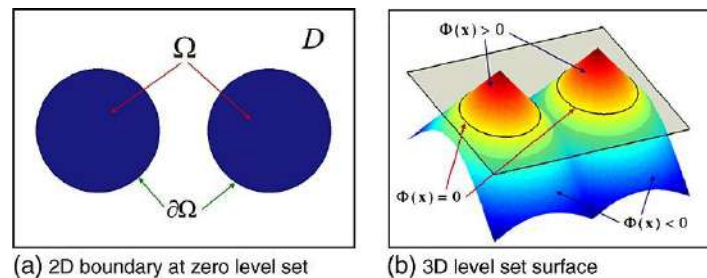 Ω
D
∂Ω
(a) 2D boundary at zero level set
Φ(x)>0
Φ(x)=0
Φ(x)<0
(b) 3D level set surface